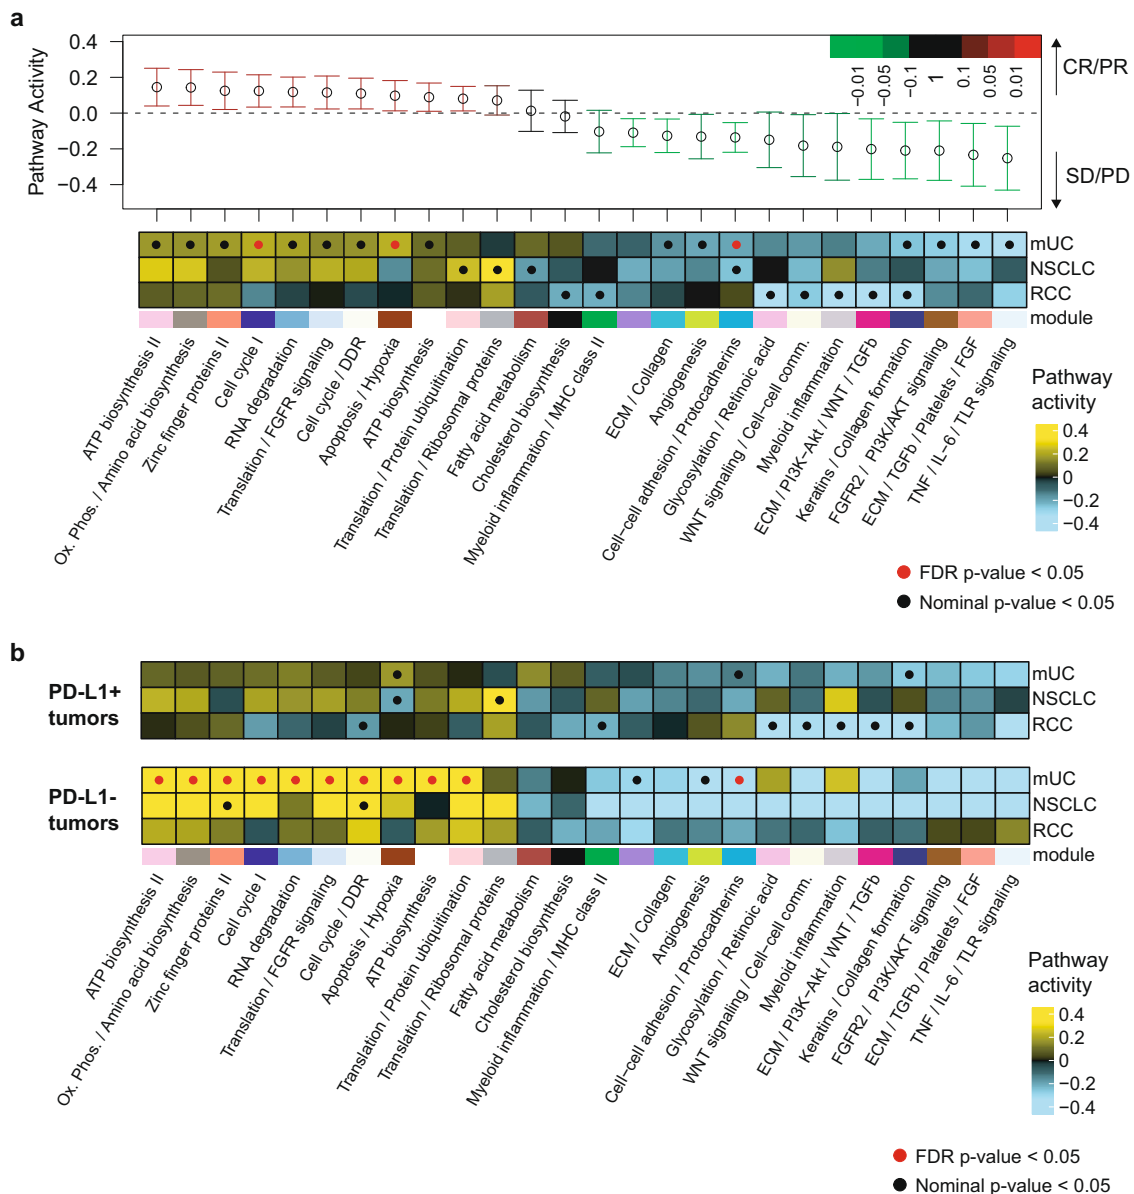 a
Pathway Activity
0.4
0.2
0.0
−0.2
−0.4
−0.01
−0.05
−0.1
1
0.1
0.05
0.01
CR/PR
SD/PD
mUC
NSCLC
RCC
module
ATP biosynthesis II
Ox. Phos. / Amino acid biosynthesis
Zinc finger proteins II
Cell cycle I
RNA degradation
Translation / FGFR signaling
Cell cycle / DDR
Apoptosis / Hypoxia
ATP biosynthesis
Translation / Protein ubiquitination
Translation / Ribosomal proteins
Fatty acid metabolism
Cholesterol biosynthesis
Myeloid inflammation / MHC class II
ECM / Collagen
Angiogenesis
Cell−cell adhesion / Protocadherins
Glycosylation / Retinoic acid
WNT signaling / Cell−cell comm.
Myeloid inflammation
ECM / PI3K−Akt / WNT / TGFb
Keratins / Collagen formation
FGFR2 / PI3K/AKT signaling
ECM / TGFb / Platelets / FGF
TNF / IL−6 / TLR signaling
Pathway
activity
0.4
0.2
0
−0.2
−0.4
FDR p-value < 0.05
Nominal p-value < 0.05
b
PD-L1+
tumors
mUC
NSCLC
RCC
PD-L1-
tumors
mUC
NSCLC
RCC
module
ATP biosynthesis II
Ox. Phos. / Amino acid biosynthesis
Zinc finger proteins II
Cell cycle I
RNA degradation
Translation / FGFR signaling
Cell cycle / DDR
Apoptosis / Hypoxia
ATP biosynthesis
Translation / Protein ubiquitination
Translation / Ribosomal proteins
Fatty acid metabolism
Cholesterol biosynthesis
Myeloid inflammation / MHC class II
ECM / Collagen
Angiogenesis
Cell−cell adhesion / Protocadherins
Glycosylation / Retinoic acid
WNT signaling / Cell−cell comm.
Myeloid inflammation
ECM / PI3K−Akt / WNT / TGFb
Keratins / Collagen formation
FGFR2 / PI3K/AKT signaling
ECM / TGFb / Platelets / FGF
TNF / IL−6 / TLR signaling
Pathway
activity
0.4
0.2
0
−0.2
−0.4
FDR p-value < 0.05
Nominal p-value < 0.05